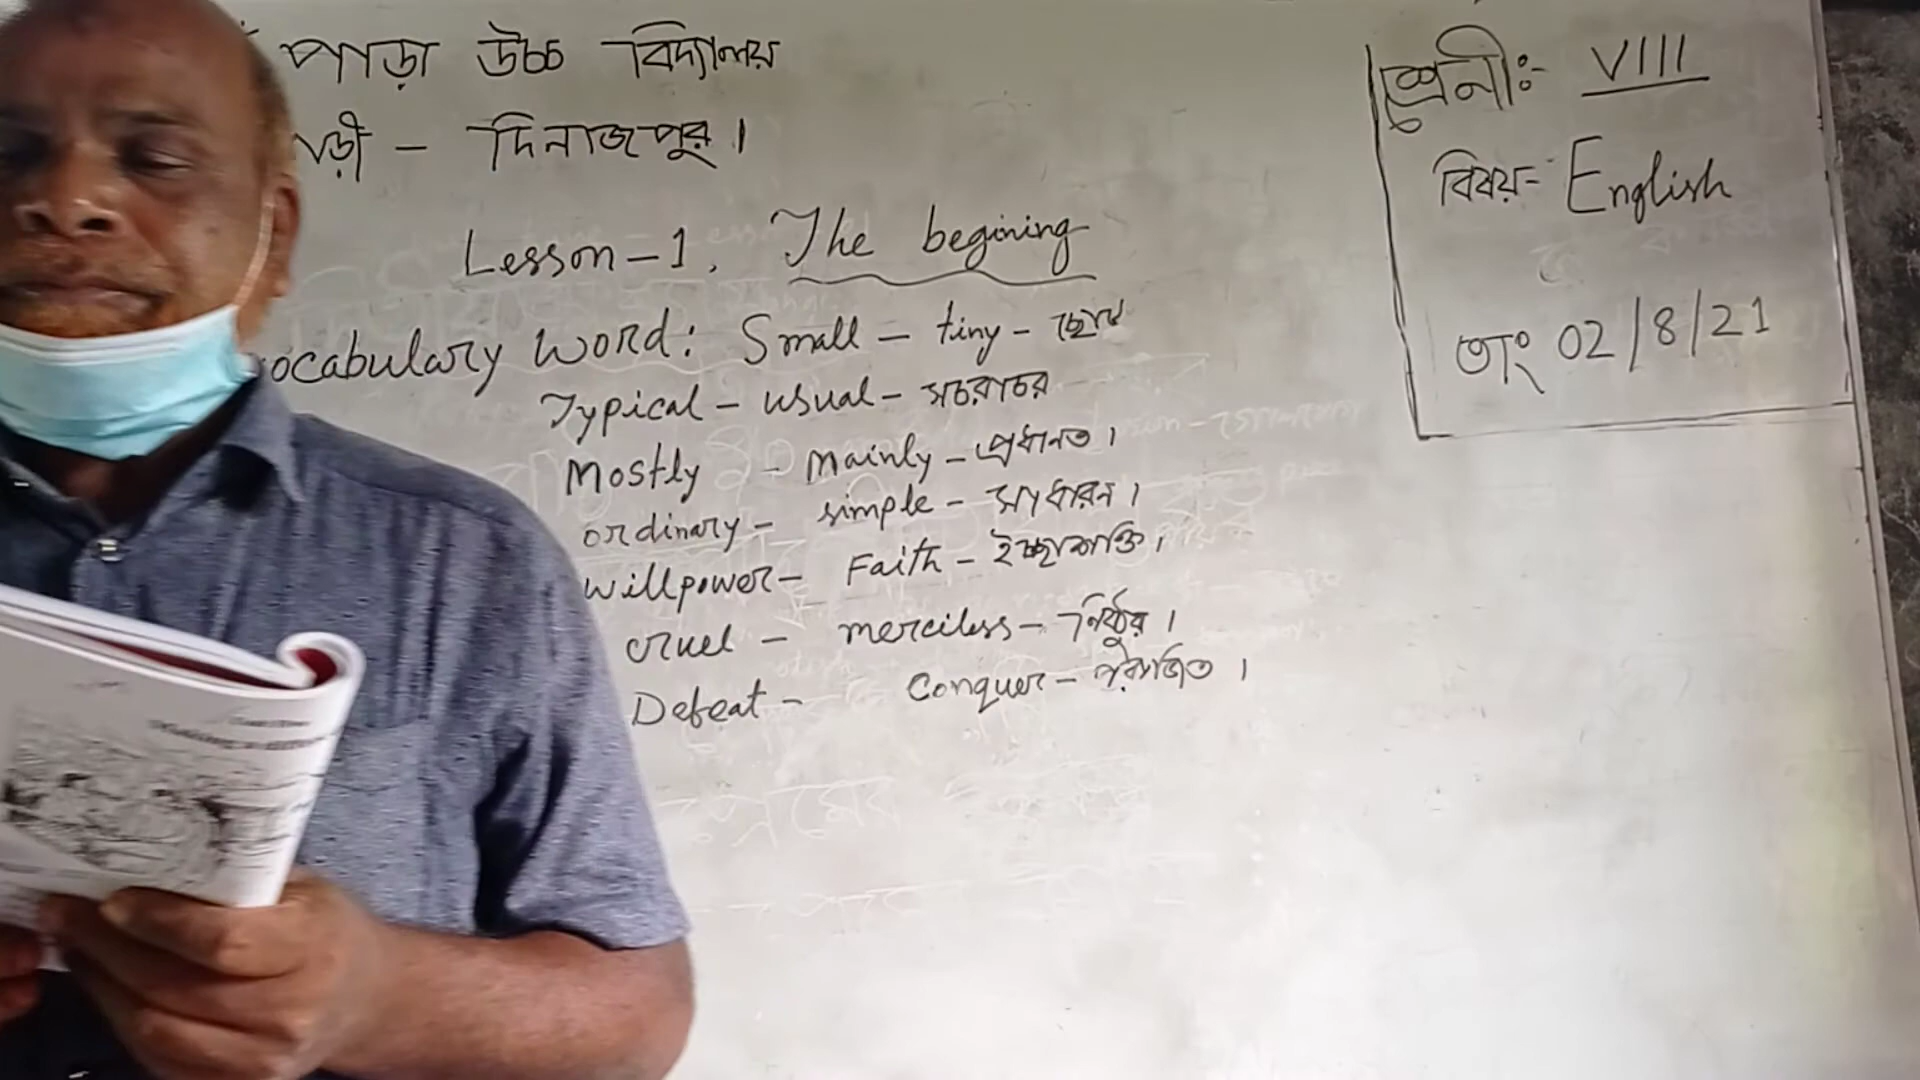 পাড়া উচ্চ বিদ্যালয়
ড়ী - দিনাজপুর।
শ্রেনীঃ- VIII
বিষয়:- English
তাং 02/8/21
Lesson-1. The begining
vocabulary word: Small - tiny - ছোট
Typical - usual - সচরাচর
Mostly - Mainly - প্রধানত।
ordinary - simple - সাধারন।
willpower - Faith - ইচ্ছাশক্তি।
cruel - merciless - নিষ্ঠুর।
Defeat - Conquer - পরাজিত।